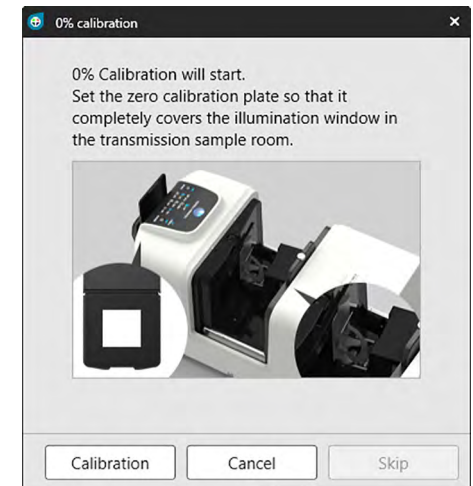 0% calibration
0% Calibration will start.
Set the zero calibration plate so that it
completely covers the illumination window in
the transmission sample room.
Calibration
Cancel
Skip